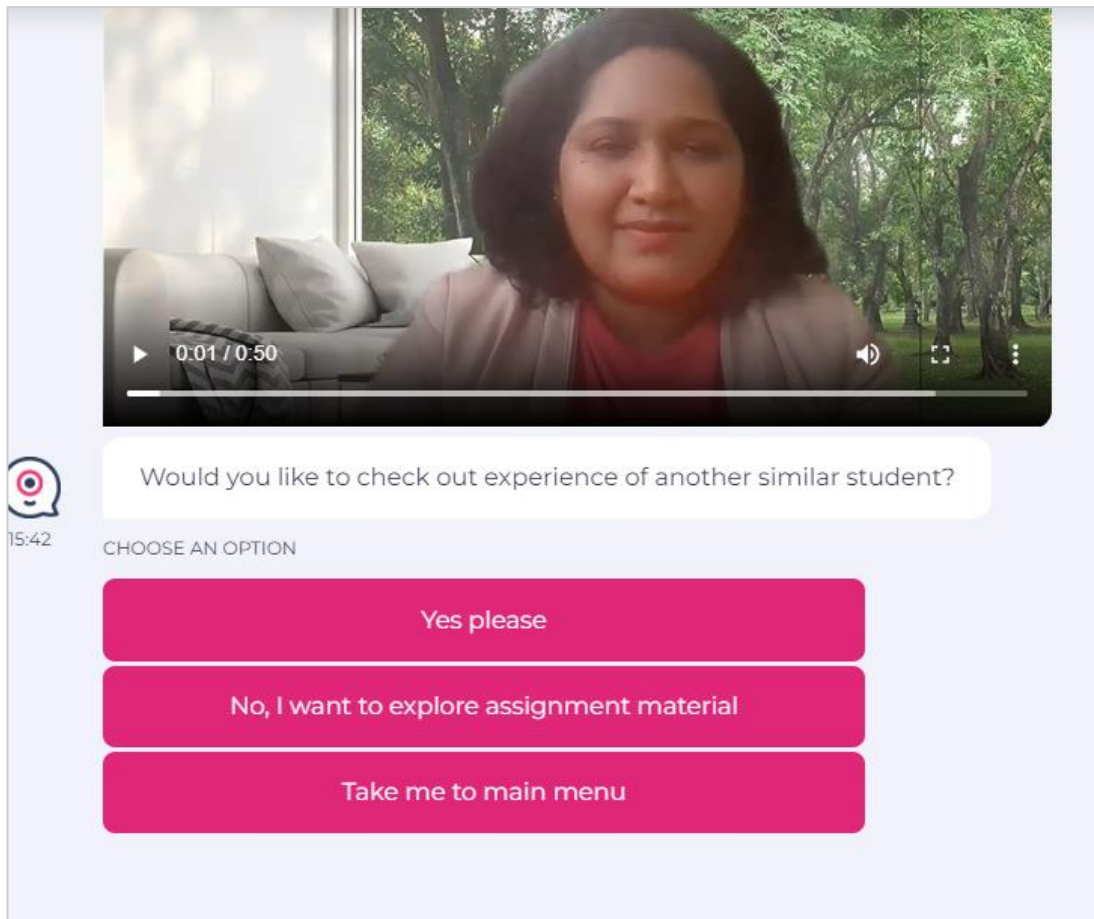 0:01 / 0:50
Would you like to check out experience of another similar student?
15:42
CHOOSE AN OPTION
Yes please
No, I want to explore assignment material
Take me to main menu